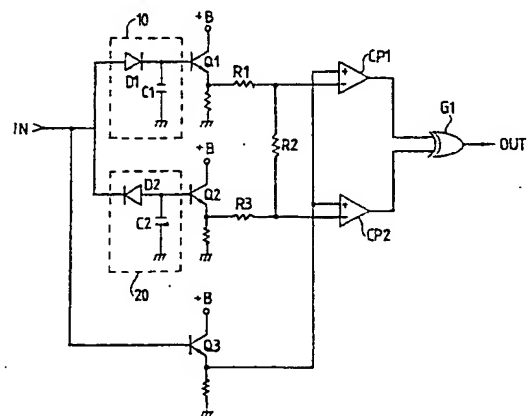 10
+B
Q1
D1
C1
R1
CP1
G1
IN
OUT
R2
+B
D2
Q2
C2
R3
CP2
20
+B
Q3